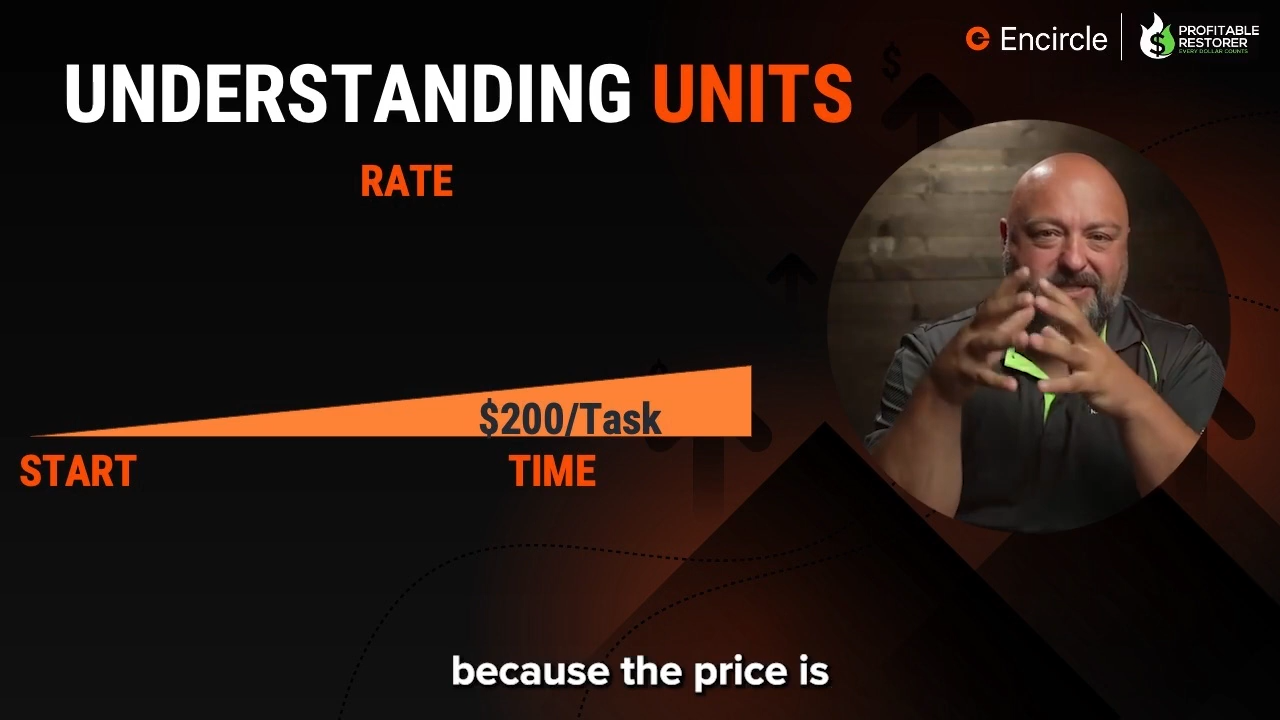 Encircle
PROFITABLE
RESTORER
EVERY DOLLAR COUNTS
UNDERSTANDING UNITS
RATE
$200/Task
START
TIME
because the price is